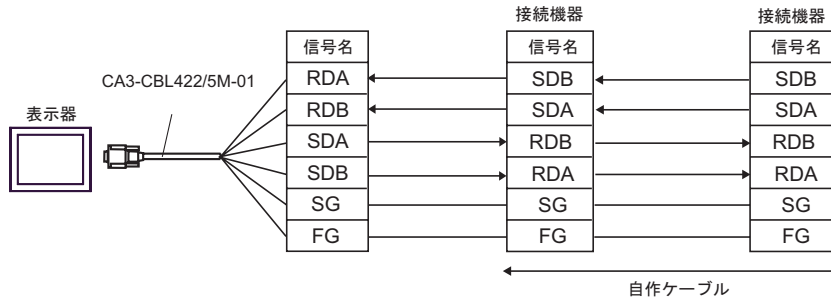 接続機器
接続機器
信号名
信号名
信号名
CA3-CBL422/5M-01
RDA
SDB
SDB
表示器
RDB
SDA
SDA
SDA
RDB
RDB
SDB
RDA
RDA
SG
SG
SG
FG
FG
FG
自作ケーブル